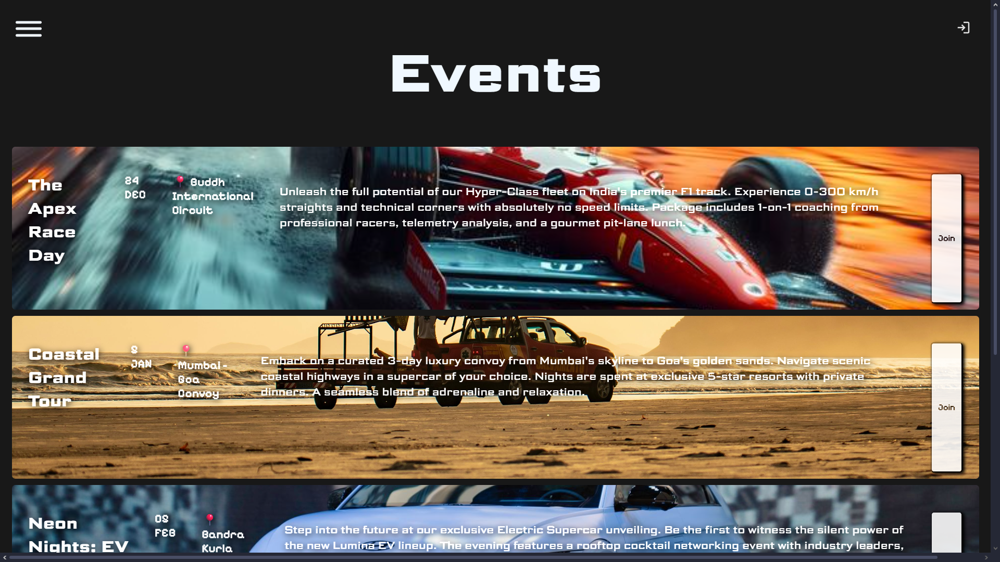 Events
The
Apex
Race
Day
24
DEC
Buddh
International
Circuit
Unleash the full potential of our Hyper-Class fleet on India's premier F1 track. Experience 0-300 km/h
straights and technical corners with absolutely no speed limits. Package includes 1-on-1 coaching from
professional racers, telemetry analysis, and a gourmet pit-lane lunch.
Join
Coastal
Grand
Tour
JAN
Mumbai-
Goa
Convoy
Embark on a curated 3-day luxury convoy from Mumbai's skyline to Goa's golden sands. Navigate scenic
coastal highways in a supercar of your choice. Nights are spent at exclusive 5-star resorts with private
dinners. A seamless blend of adrenaline and relaxation.
Join
Neon
Nights: EV
FEB
Bandra
Kurla
Step into the future at our exclusive Electric Supercar unveiling. Be the first to witness the silent power of
the new Lumina EV lineup. The evening features a rooftop cocktail networking event with industry leaders,